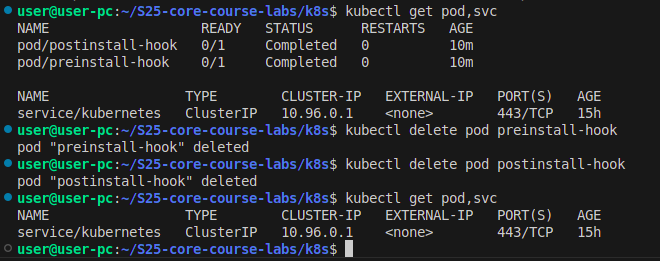 user@user-pc:~/S25-core-course-labs/k8s$ kubectl get pod,svc
NAME                   READY   STATUS      RESTARTS   AGE
pod/postinstall-hook   0/1     Completed   0          10m
pod/preinstall-hook    0/1     Completed   0          10m
NAME                 TYPE        CLUSTER-IP   EXTERNAL-IP   PORT(S)   AGE
service/kubernetes   ClusterIP   10.96.0.1    <none>        443/TCP   15h
user@user-pc:~/S25-core-course-labs/k8s$ kubectl delete pod preinstall-hook
pod "preinstall-hook" deleted
user@user-pc:~/S25-core-course-labs/k8s$ kubectl delete pod postinstall-hook
pod "postinstall-hook" deleted
user@user-pc:~/S25-core-course-labs/k8s$ kubectl get pod,svc
NAME                 TYPE        CLUSTER-IP   EXTERNAL-IP   PORT(S)   AGE
service/kubernetes   ClusterIP   10.96.0.1    <none>        443/TCP   15h
user@user-pc:~/S25-core-course-labs/k8s$